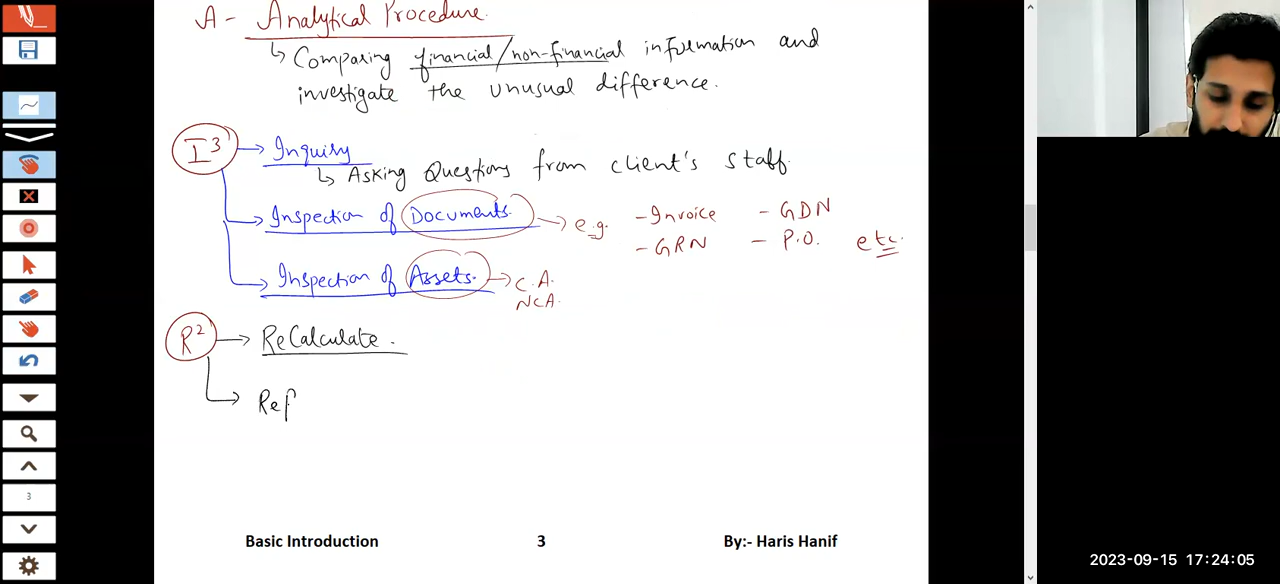 A - Analytical Procedure.
↳ Comparing financial/non-financial information and
investigate the unusual difference.
I³ → Inquiry
↳ Asking Questions from client's staff.
→ Inspection of Documents. → e.g. - Invoice - GDN
- GRN - P.O. etc.
→ Inspection of Assets. → C.A.
NCA.
R² → ReCalculate.
→ Ref
3
Basic Introduction 3 By:- Haris Hanif
2023-09-15 17:24:05